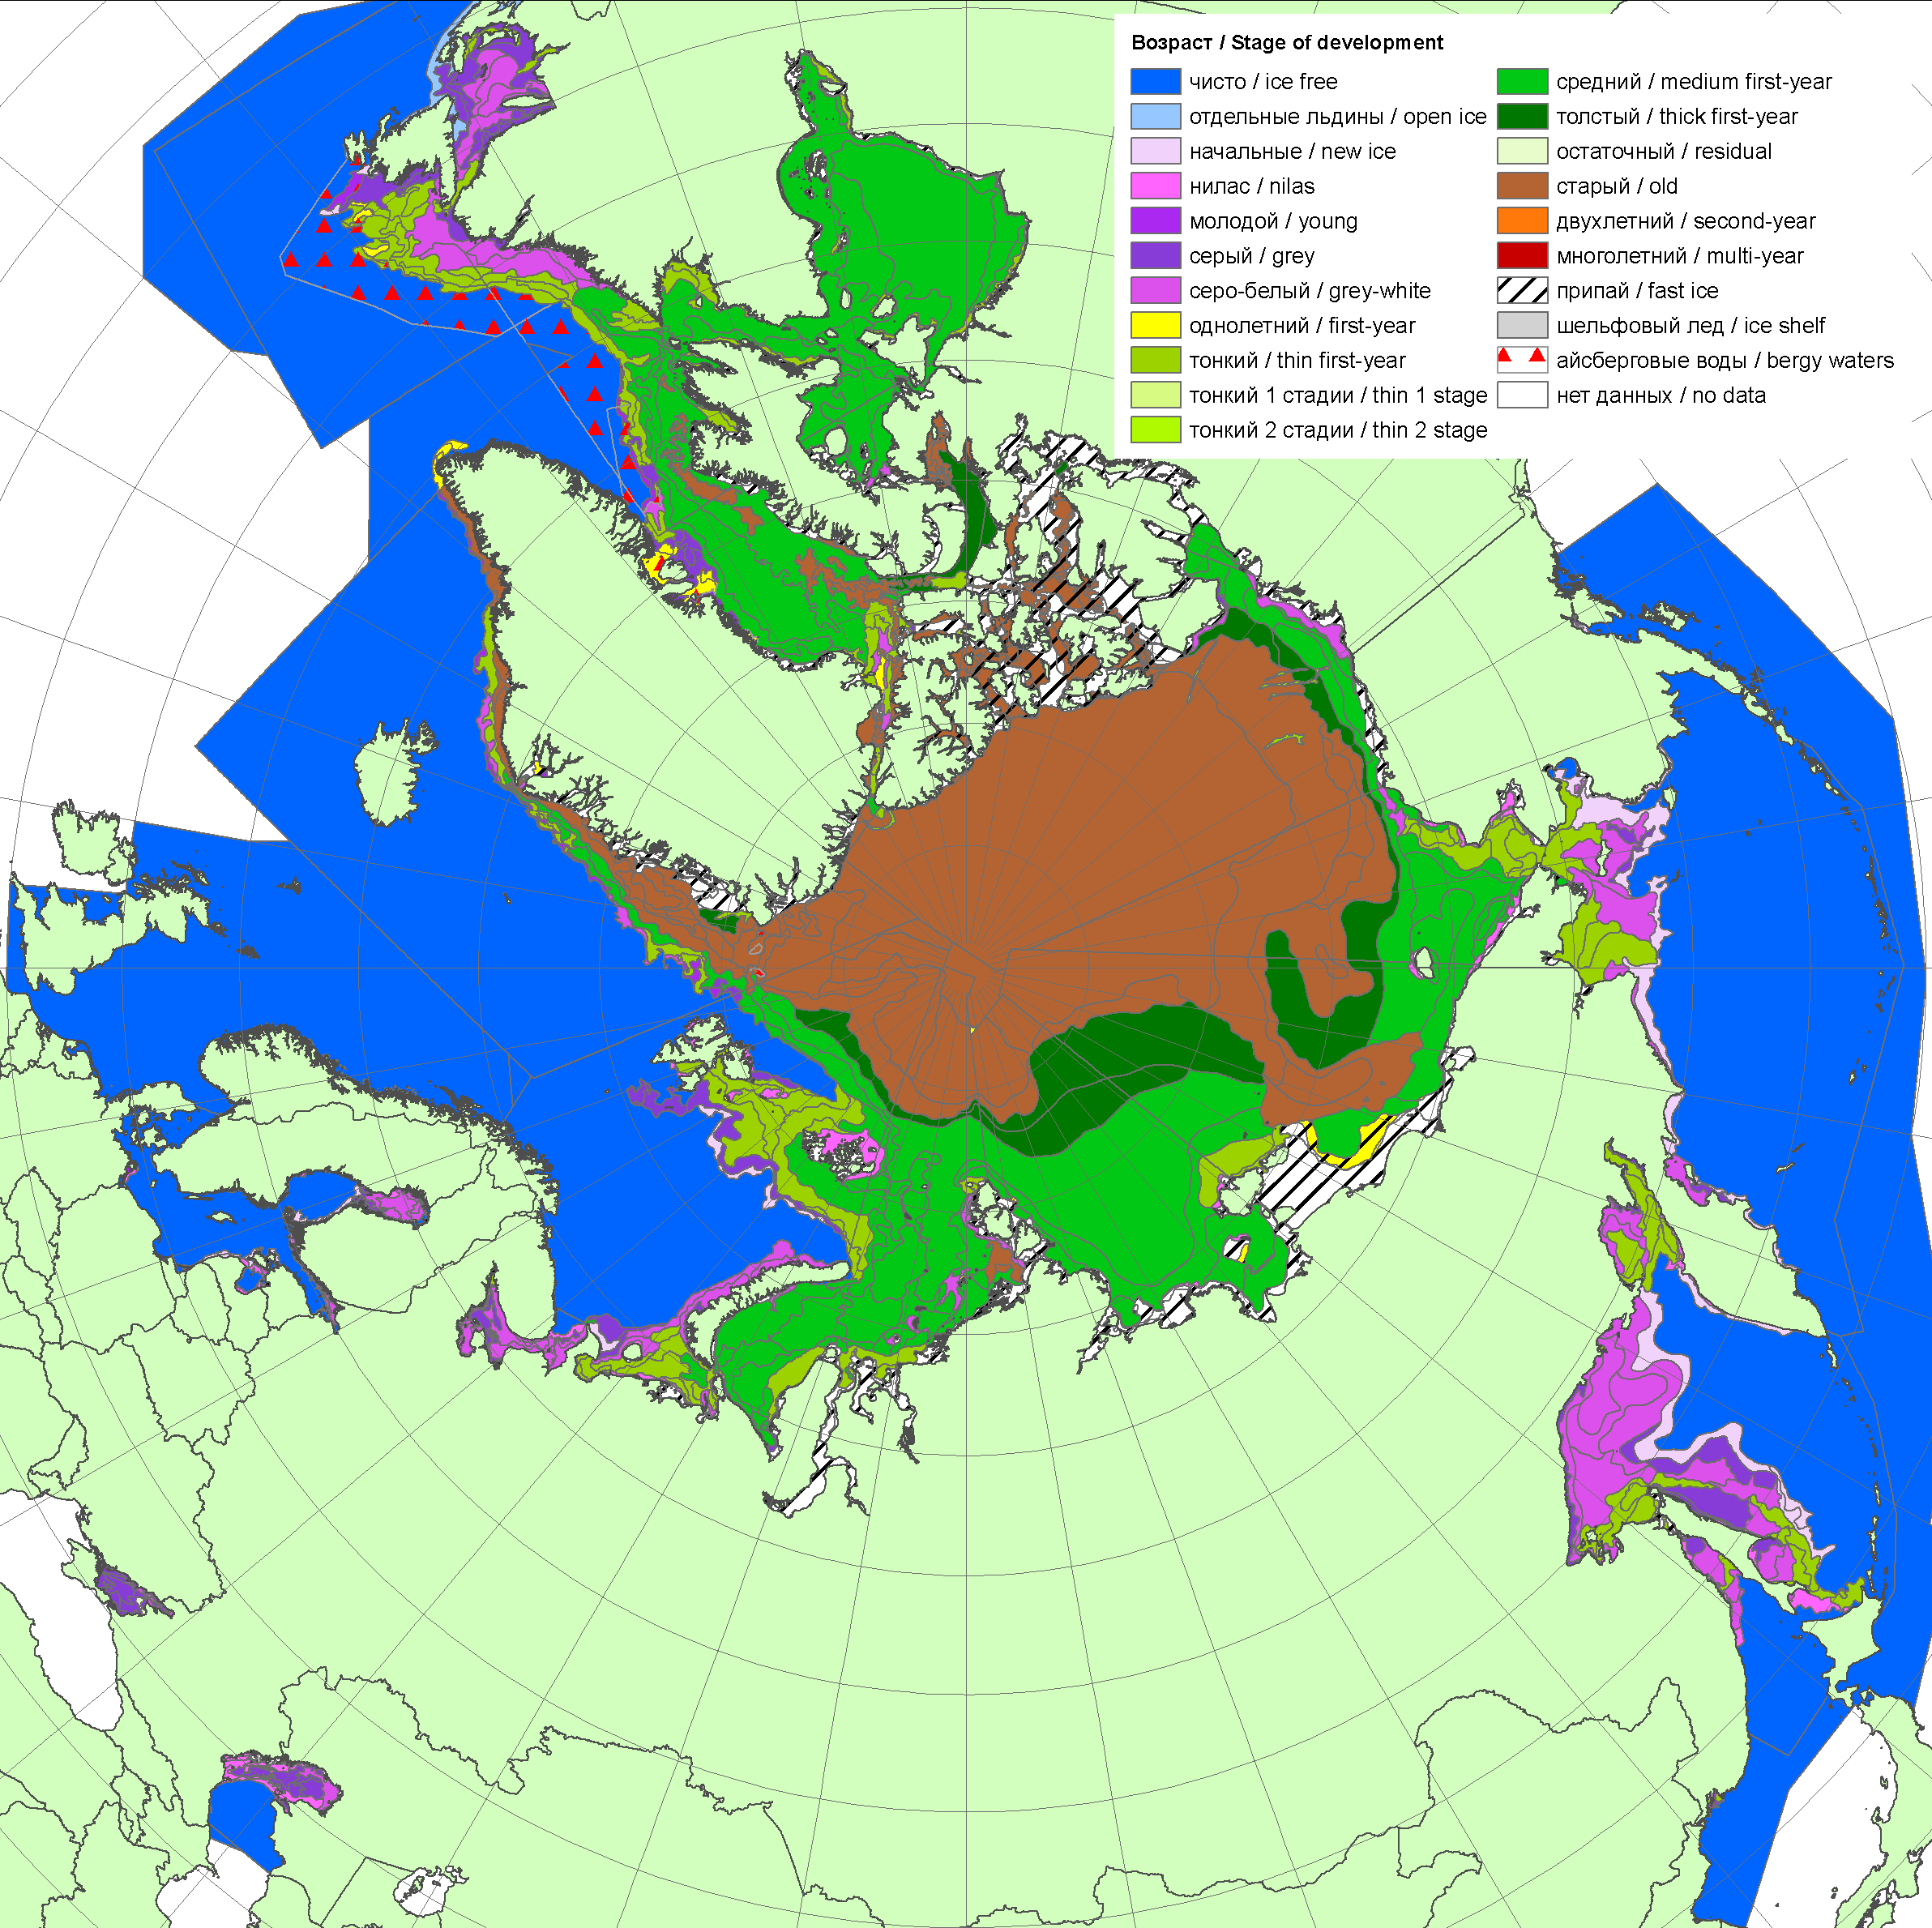 Возраст / Stage of development
чисто / ice free
отдельные льдины / open ice
начальные / new ice
нилас / nilas
молодой / young
серый / grey
серо-белый / grey-white
однолетний / first-year
тонкий / thin first-year
тонкий 1 стадии / thin 1 stage
тонкий 2 стадии / thin 2 stage
средний / medium first-year
толстый / thick first-year
остаточный / residual
старый / old
двухлетний / second-year
многолетний / multi-year
припай / fast ice
шельфовый лед / ice shelf
айсберговые воды / bergy waters
нет данных / no data